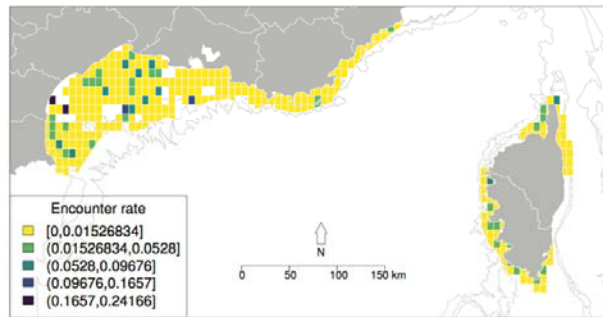 Encounter rate
[0,0.01526834]
(0.01526834,0.0528]
(0.0528,0.09676]
(0.09676,0.1657]
(0.1657,0.24166]
N
0 50 80 100 150 km